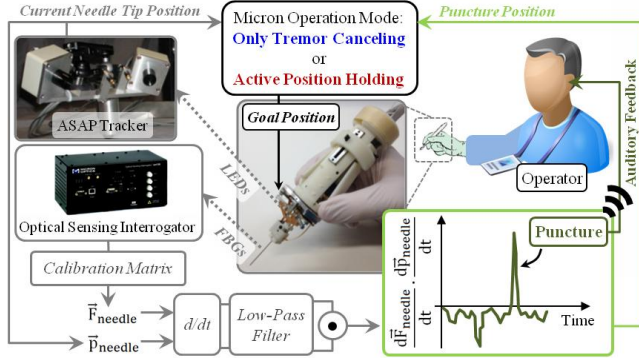 Current Needle Tip Position
Micron Operation Mode:
Only Tremor Canceling
or
Active Position Holding
Puncture Position
ASAP Tracker
Goal Position
LEDs
FBGs
Operator
Auditory Feedback
Optical Sensing Interrogator
Calibration Matrix
F⃗needle
p⃗needle
d/dt
Low-Pass
Filter
dF⃗needle
dt
·
dp⃗needle
dt
Puncture
Time